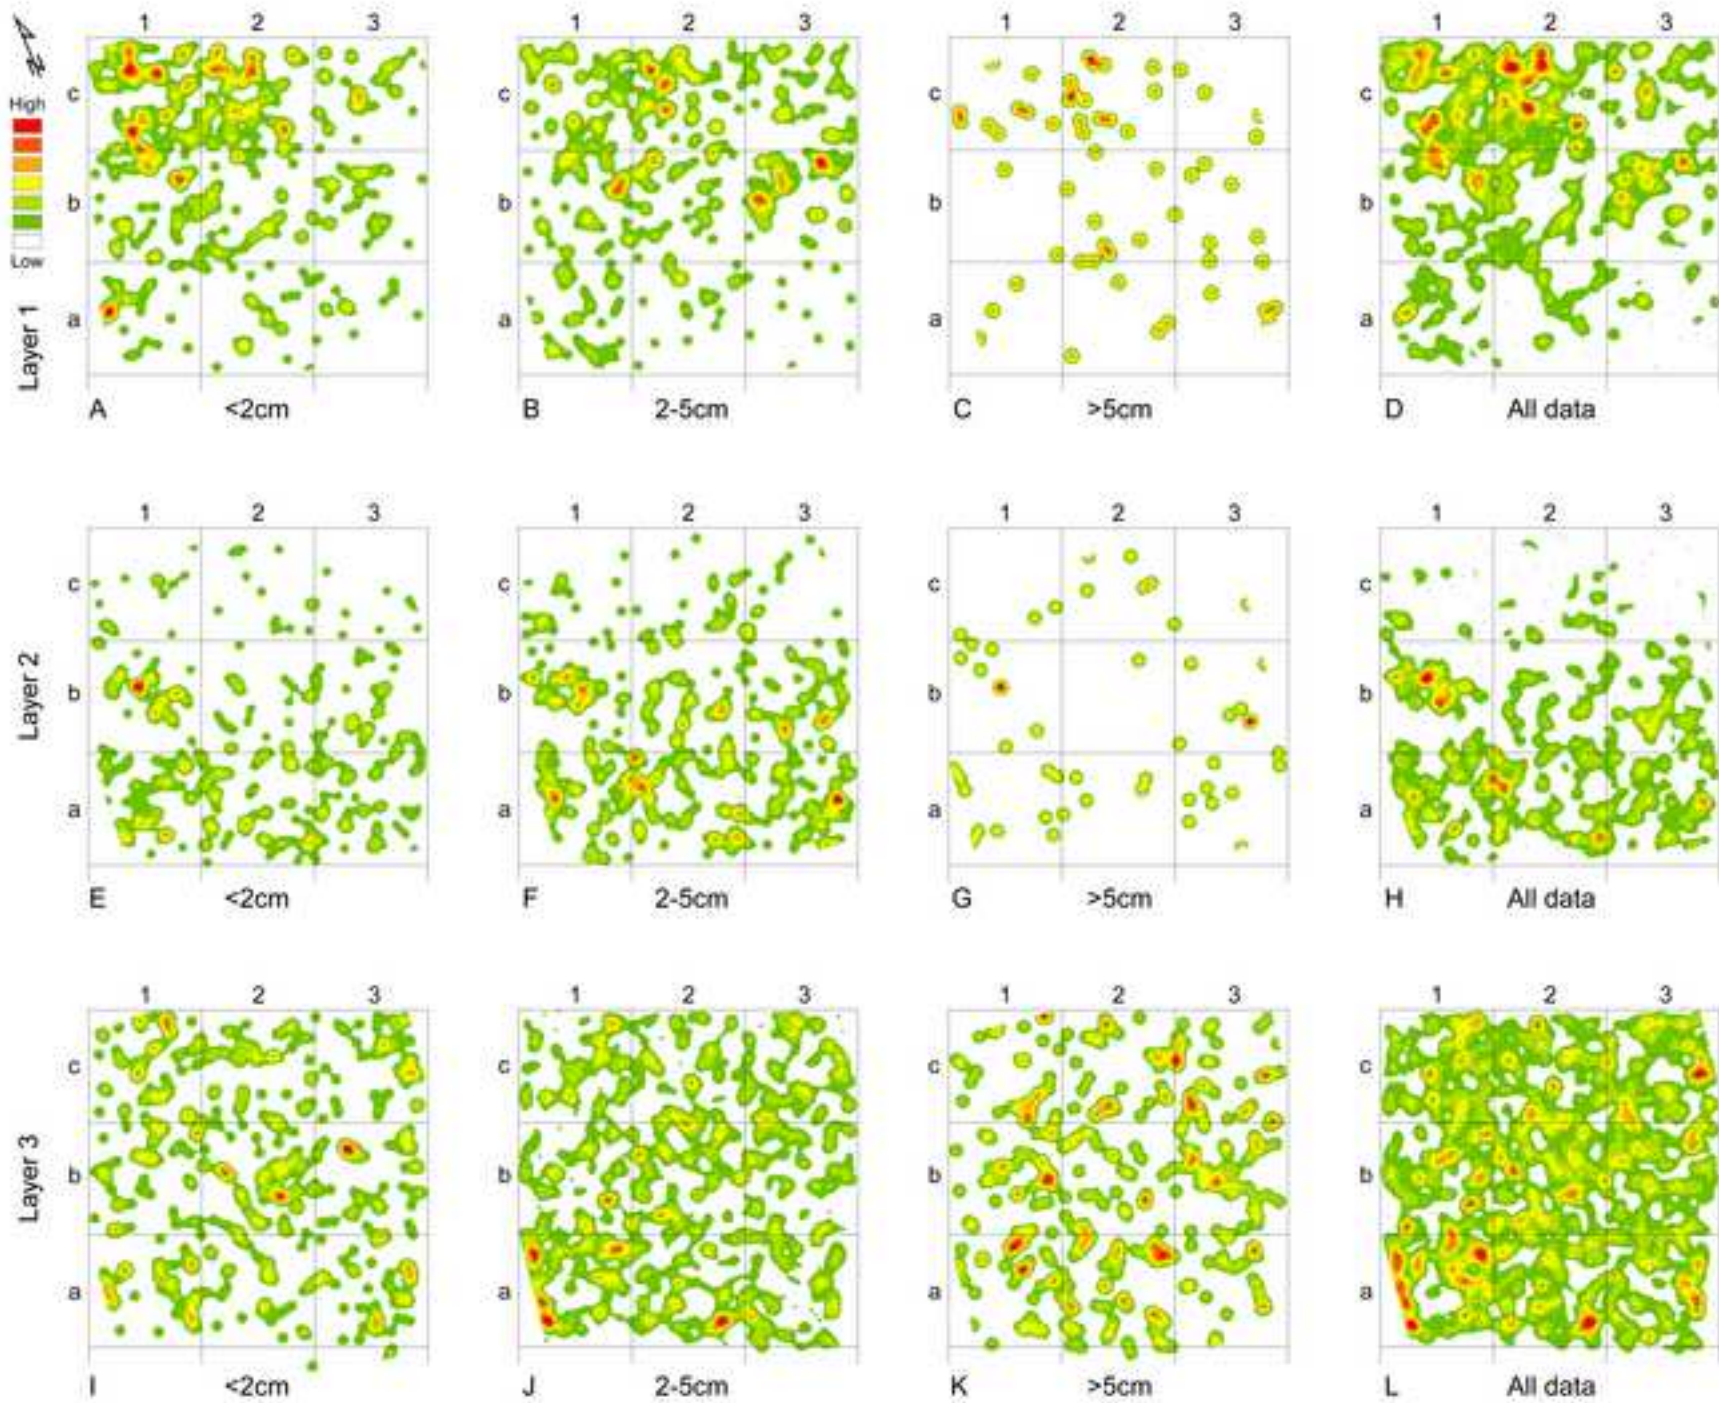 1 2 3 1 2 3 1 2 3 1 2 3
N
High
Low
c c c c
b b b b
a a a a
Layer 1
A <2cm B 2-5cm C >5cm D All data
1 2 3 1 2 3 1 2 3 1 2 3
c c c c
b b b b
a a a a
Layer 2
E <2cm F 2-5cm G >5cm H All data
1 2 3 1 2 3 1 2 3 1 2 3
c c c c
b b b b
a a a a
Layer 3
I <2cm J 2-5cm K >5cm L All data